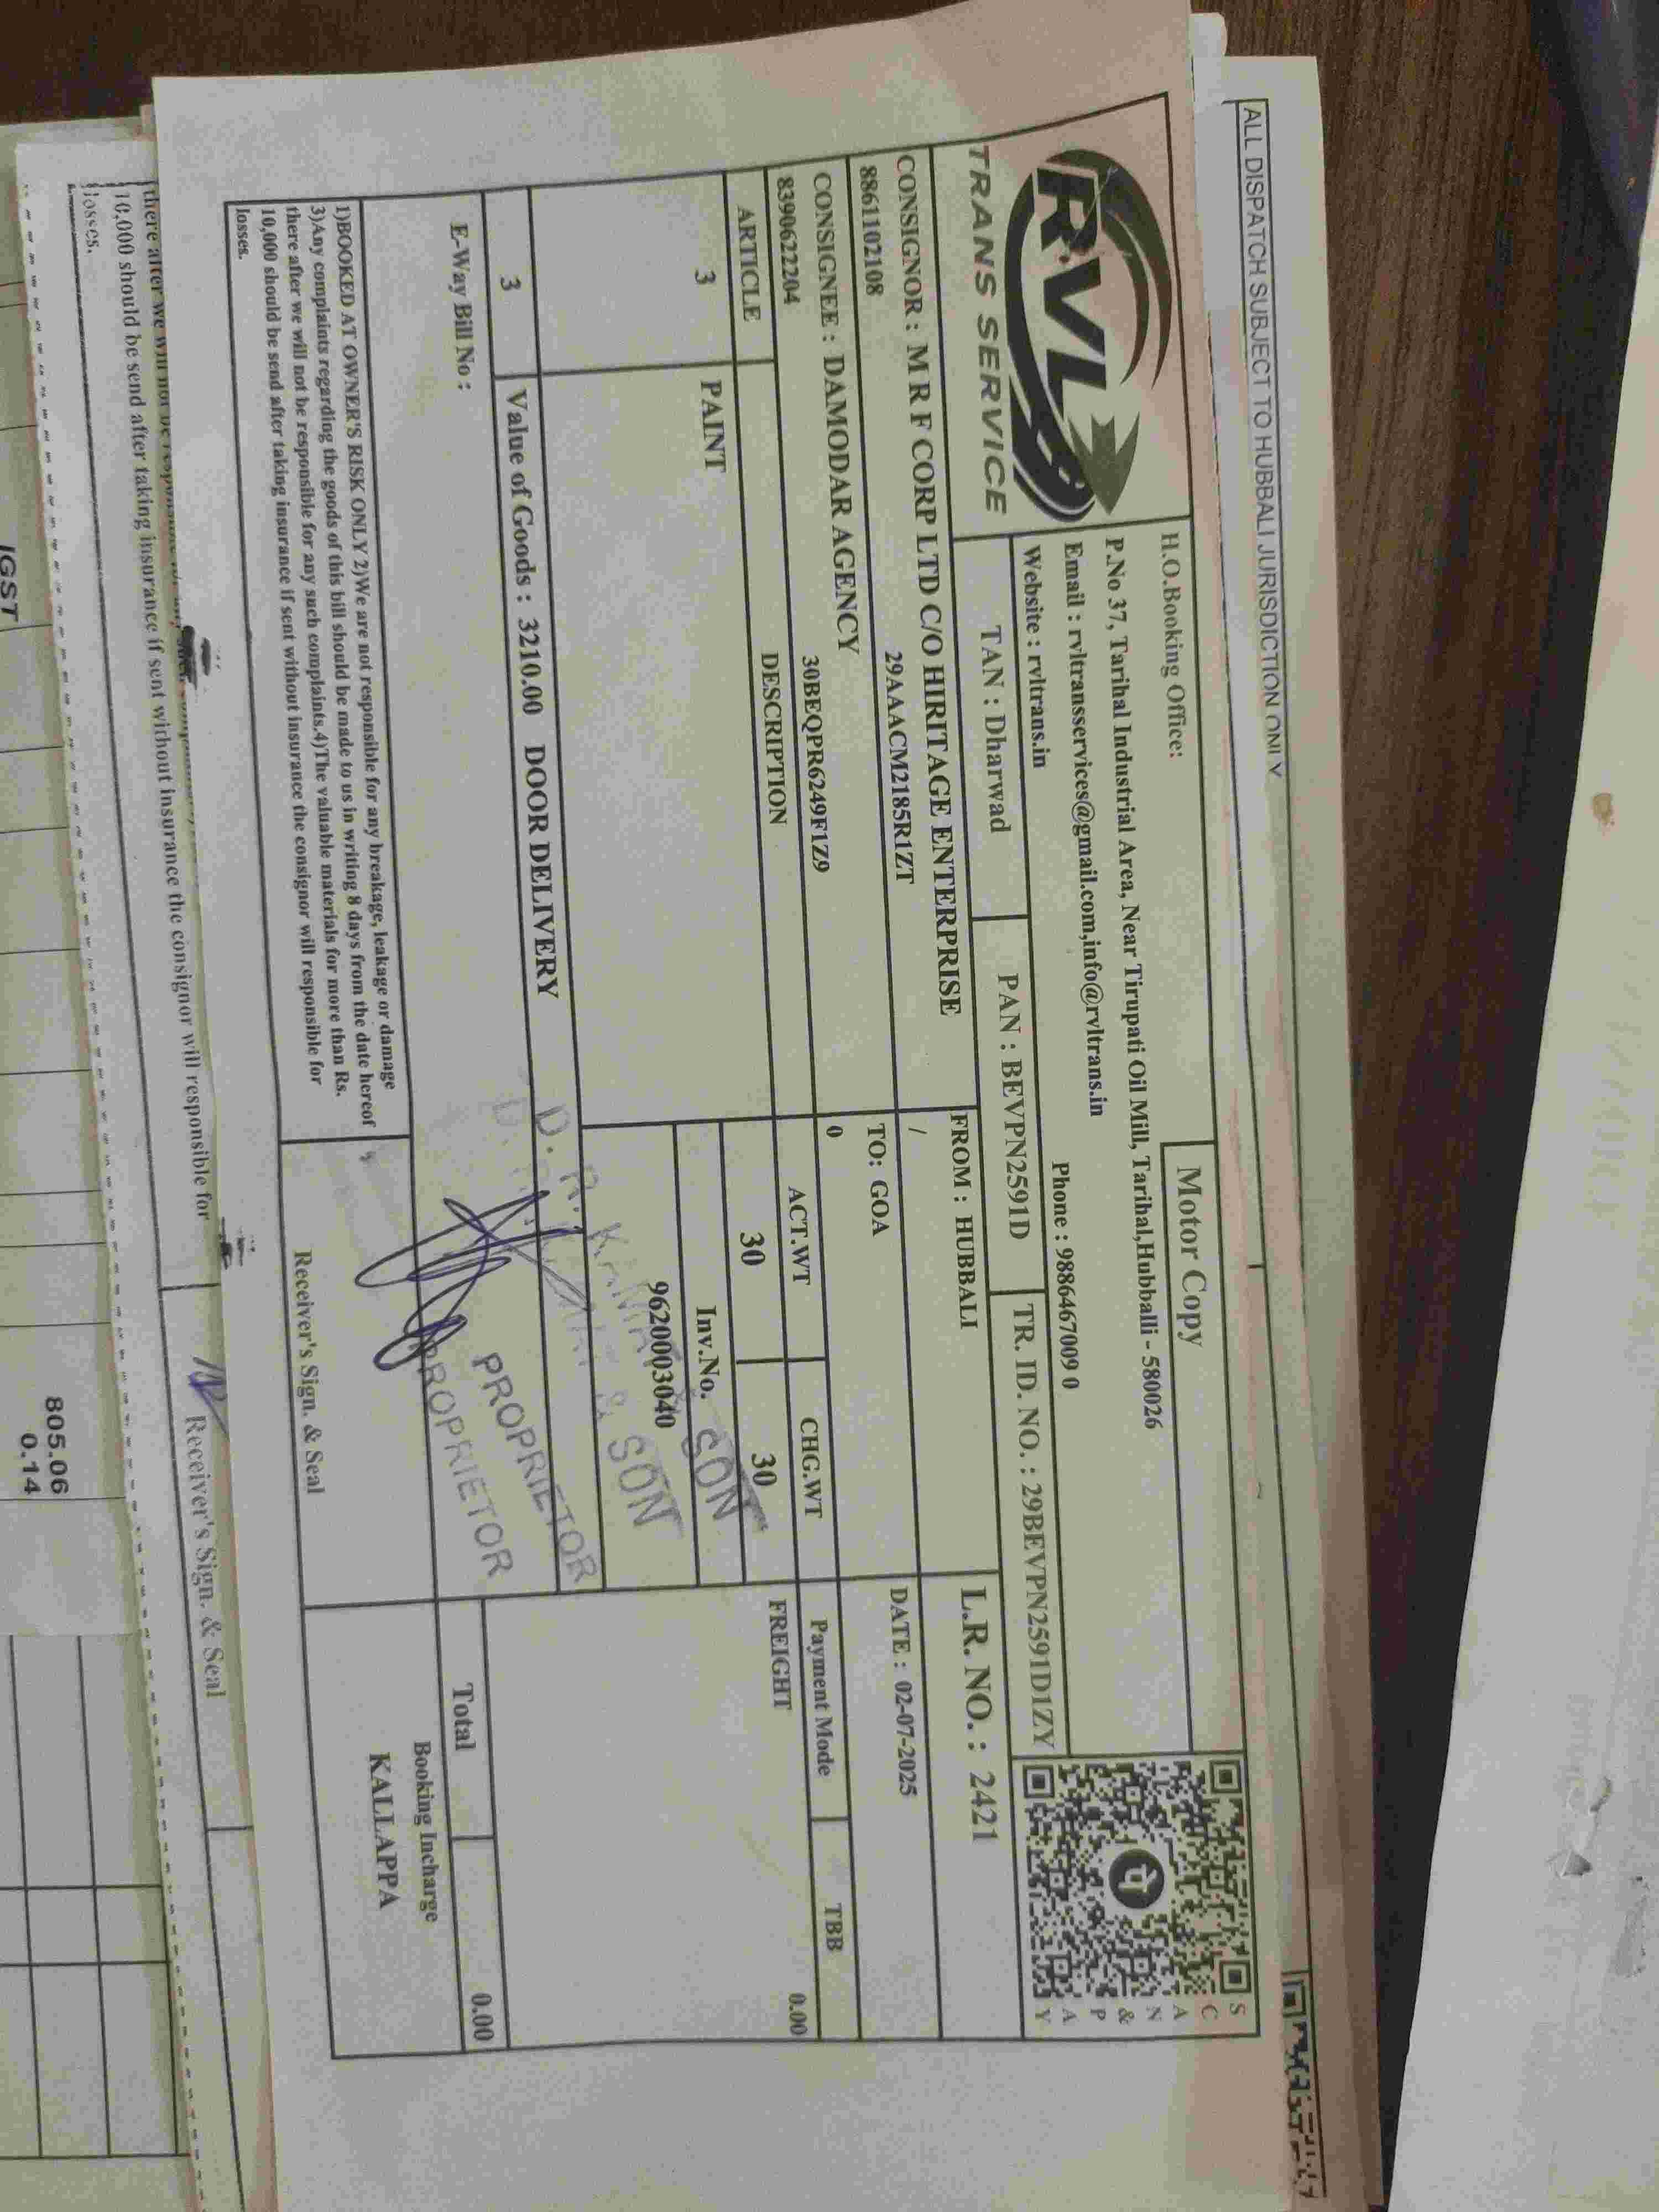 ALL DISPATCH SUBJECT TO HUBBALI JURISDICTION ONLY
RVL
TRANS SERVICE
H.O.Booking Office:
Motor Copy
P.No 37, Tarihal Industrial Area, Near Tirupati Oil Mill, Tarihal,Hubballi - 580026
Email : rvltransservices@gmail.com,info@rvltrans.in
Phone : 9886467009 0
Website : rvltrans.in
SCAN & PAY
TAN : Dharwad
PAN : BEVPN2591D
TR. ID. NO. : 29BEVPN2591D1ZY
CONSIGNOR : M R F CORP LTD C/O HIRITAGE ENTERPRISE
FROM : HUBBALI
L.R. NO. : 2421
8861102108
29AAACM2185R1ZT
/
CONSIGNEE : DAMODAR AGENCY
TO: GOA
DATE : 02-07-2025
8390622204
30BEQPR6249F1Z9
0
ARTICLE
DESCRIPTION
ACT.WT
CHG.WT
Payment Mode
TBB
3
PAINT
30
30
FREIGHT
0.00
Inv.No.
9620003040
SON
& SON
3
Value of Goods : 3210.00 DOOR DELIVERY
PROPRIETOR
PROPRIETOR
E-Way Bill No :
Total
0.00
1)BOOKED AT OWNER'S RISK ONLY 2)We are not responsible for any breakage, leakage or damage
3)Any complaints regarding the goods of this bill should be made to us in writing 8 days from the date hereof
there after we will not be responsible for any such complaints.4)The valuable materials for more than Rs.
10,000 should be send after taking insurance if sent without insurance the consignor will responsible for
losses.
Receiver's Sign. & Seal
Booking Incharge
KALLAPPA
there after we will not be
10,000 should be send after taking insurance if sent without insurance the consignor will responsible for
losses.
Receiver's Sign. & Seal
IGST
805.06
0.14